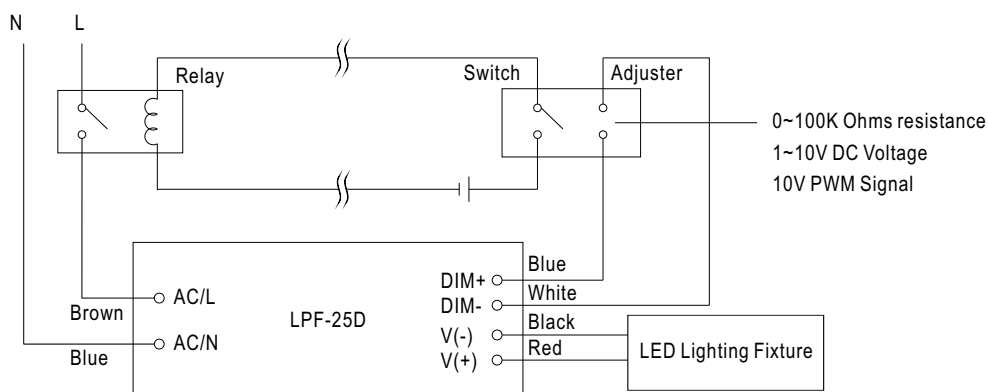 N
L
Relay
Switch
Adjuster
0~100K Ohms resistance
1~10V DC Voltage
10V PWM Signal
Blue
DIM+
White
DIM-
AC/L
Brown
LPF-25D
Black
V(-)
AC/N
Red
V(+)
Blue
LED Lighting Fixture